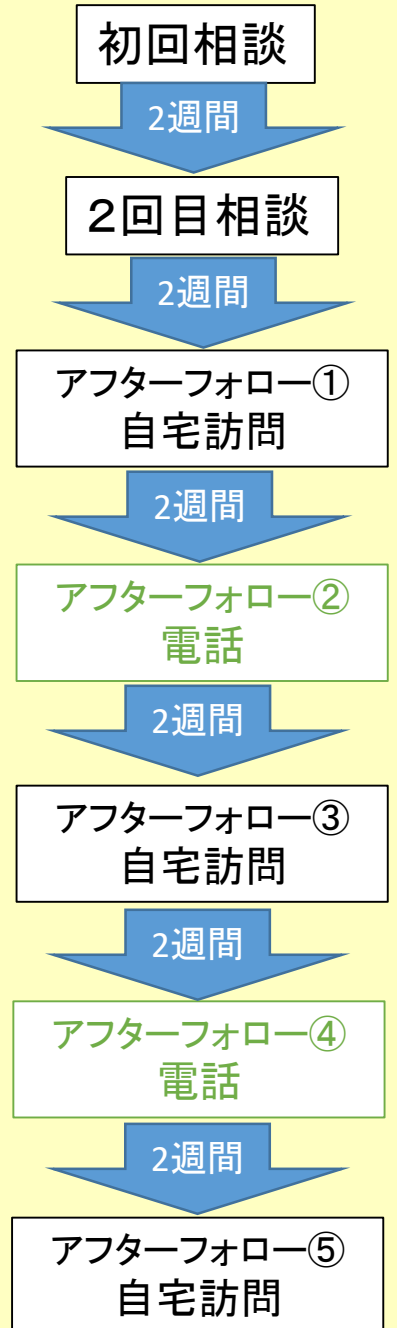 初回相談
2週間
２回目相談
2週間
アフターフォロー①
自宅訪問
2週間
アフターフォロー②
電話
2週間
アフターフォロー③
自宅訪問
2週間
アフターフォロー④
電話
2週間
アフターフォロー⑤
自宅訪問